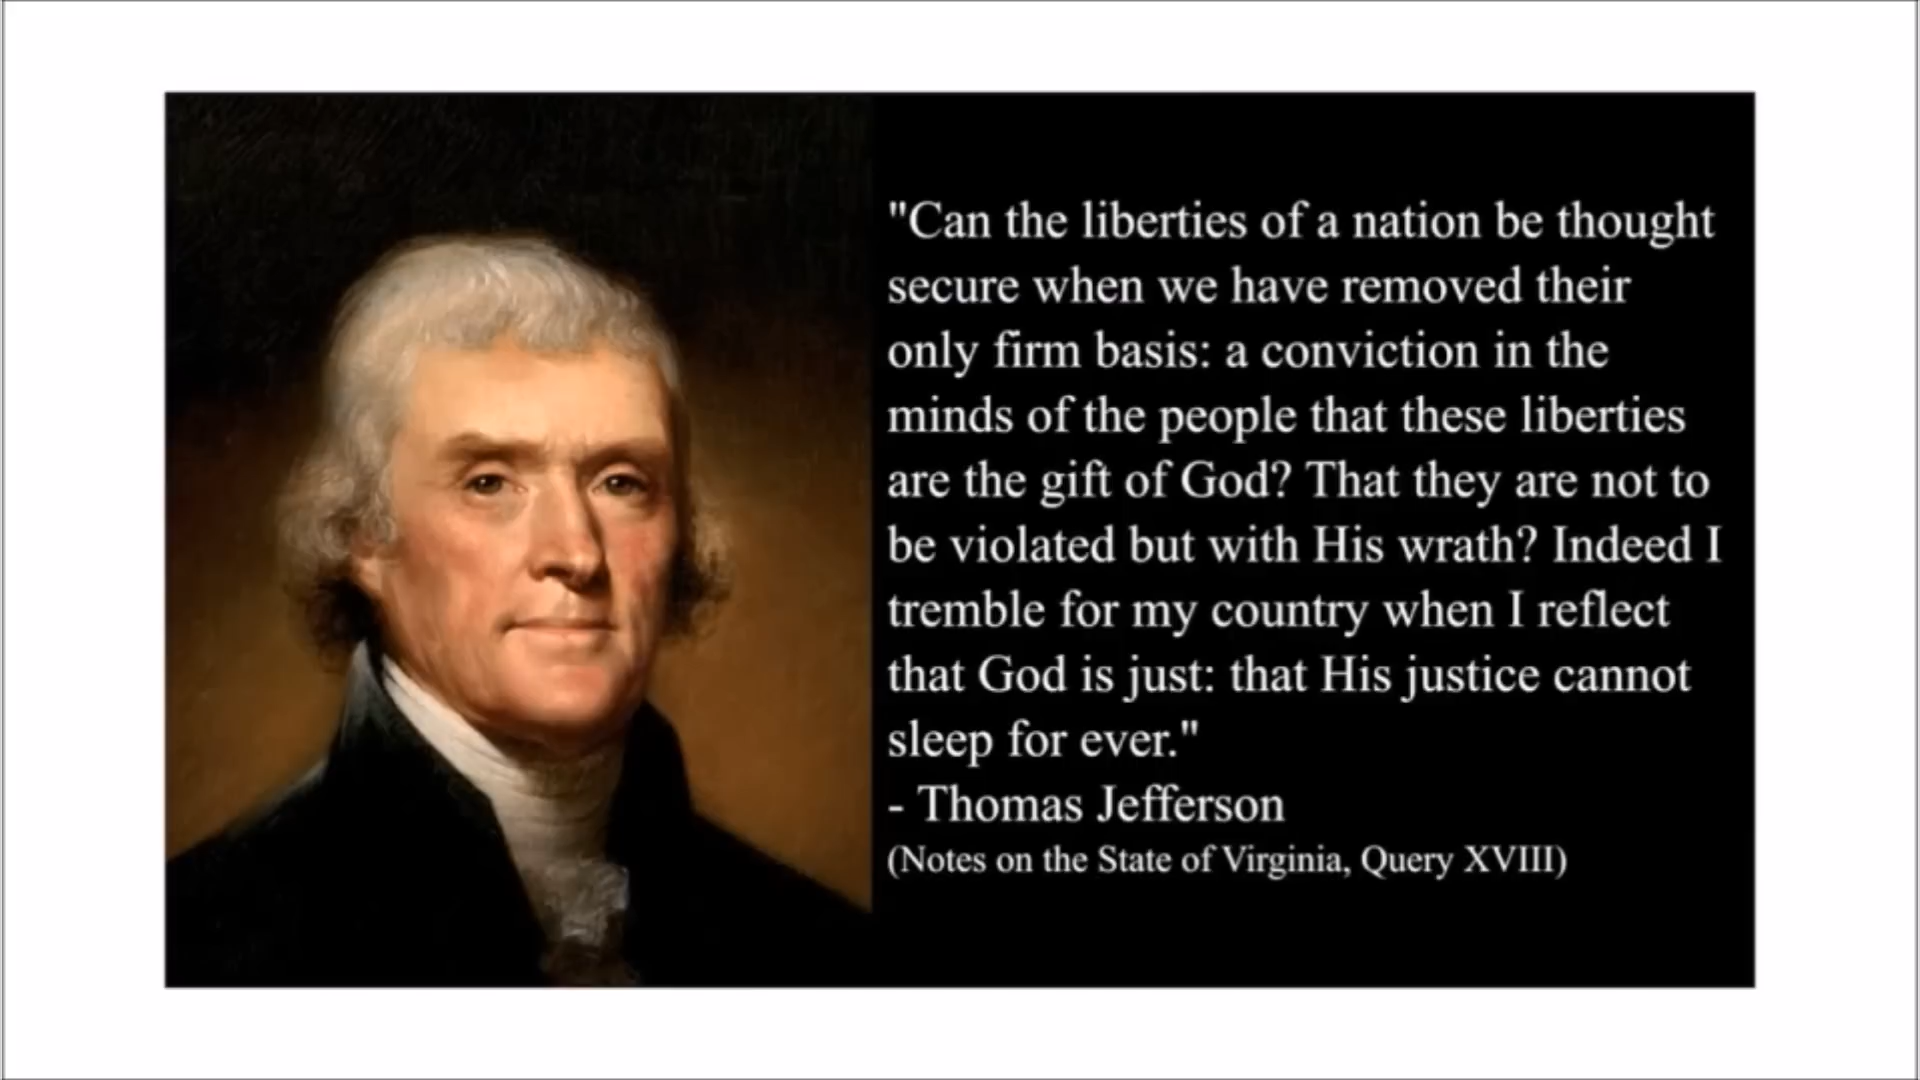 "Can the liberties of a nation be thought
secure when we have removed their
only firm basis: a conviction in the
minds of the people that these liberties
are the gift of God? That they are not to
be violated but with His wrath? Indeed I
tremble for my country when I reflect
that God is just: that His justice cannot
sleep for ever."
- Thomas Jefferson
(Notes on the State of Virginia, Query XVIII)